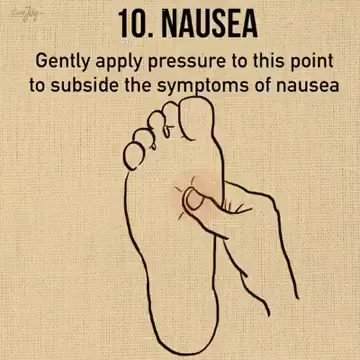 10. NAUSEA
Gently apply pressure to this point
to subside the symptoms of nausea